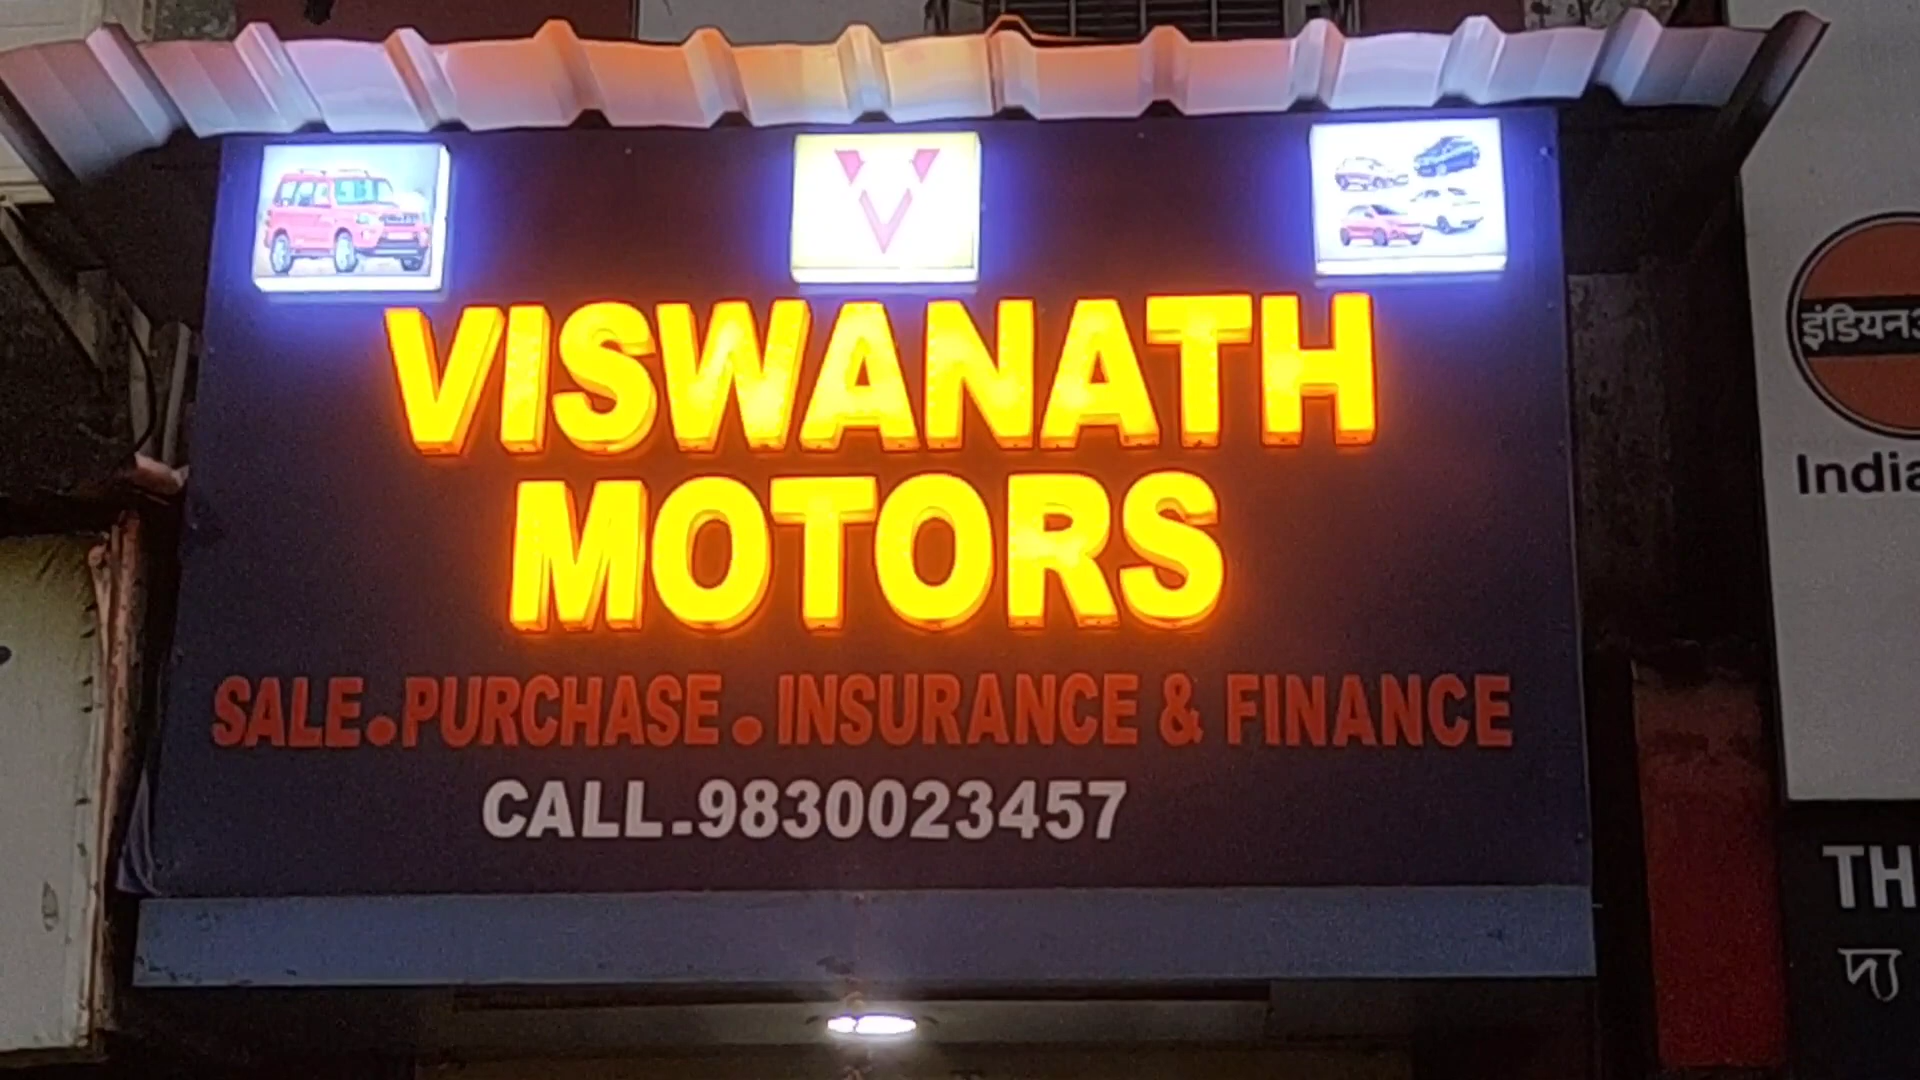 V
VISWANATH
MOTORS
SALE.PURCHASE.INSURANCE & FINANCE
CALL.-9830023457
इंडियन
India
TH
দ্য